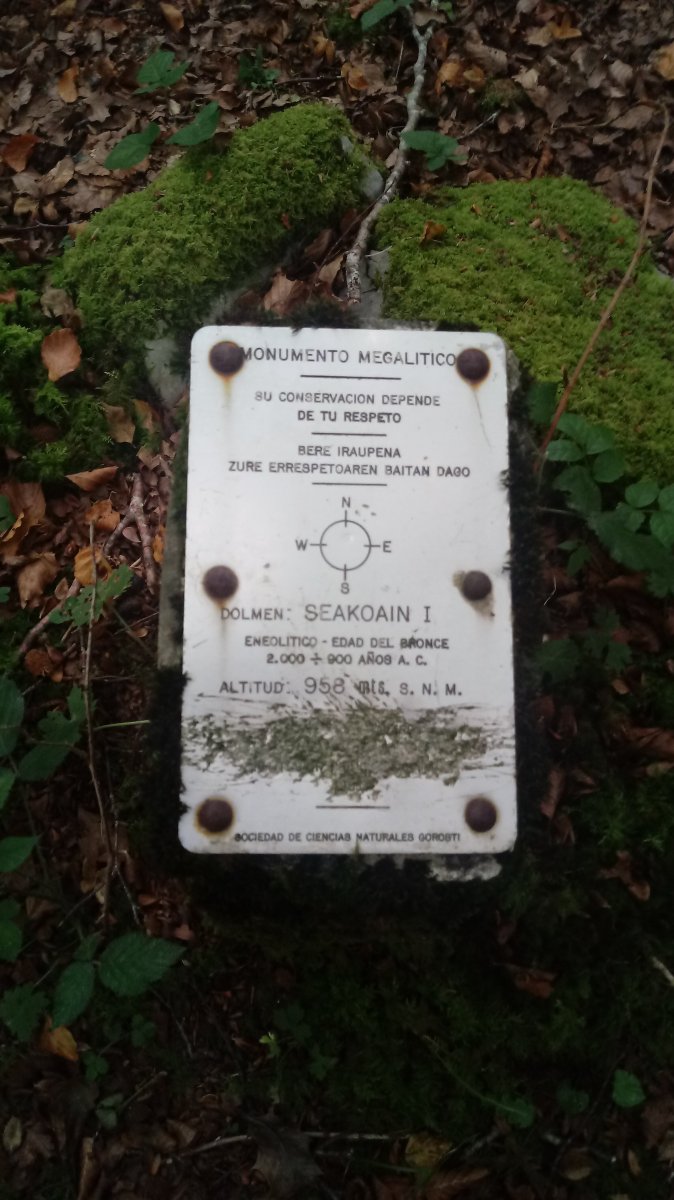 MONUMENTO MEGALITICO
SU CONSERVACION DEPENDE
DE TU RESPETO
BERE IRAUPENA
ZURE ERRESPETOAREN BAITAN DAGO
N
W E
S
DOLMEN: SEAKOAIN I
ENEOLITICO - EDAD DEL BRONCE
2.000 ÷ 900 AÑOS A. C.
ALTITUD: 958 mts. S. N. M.
SOCIEDAD DE CIENCIAS NATURALES GOROSTI